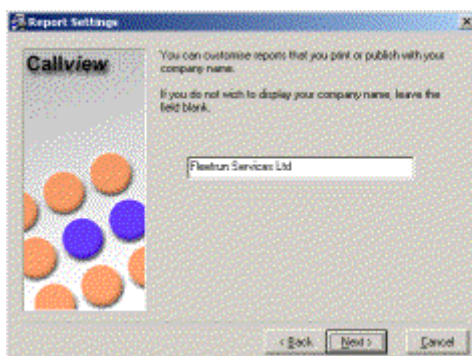 Report Settings
Callview
You can customise reports that you print or publish with your
company name.
If you do not wish to display your company name, leave the
field blank.
Fleetrun Services Ltd
< Back
Next >
Cancel